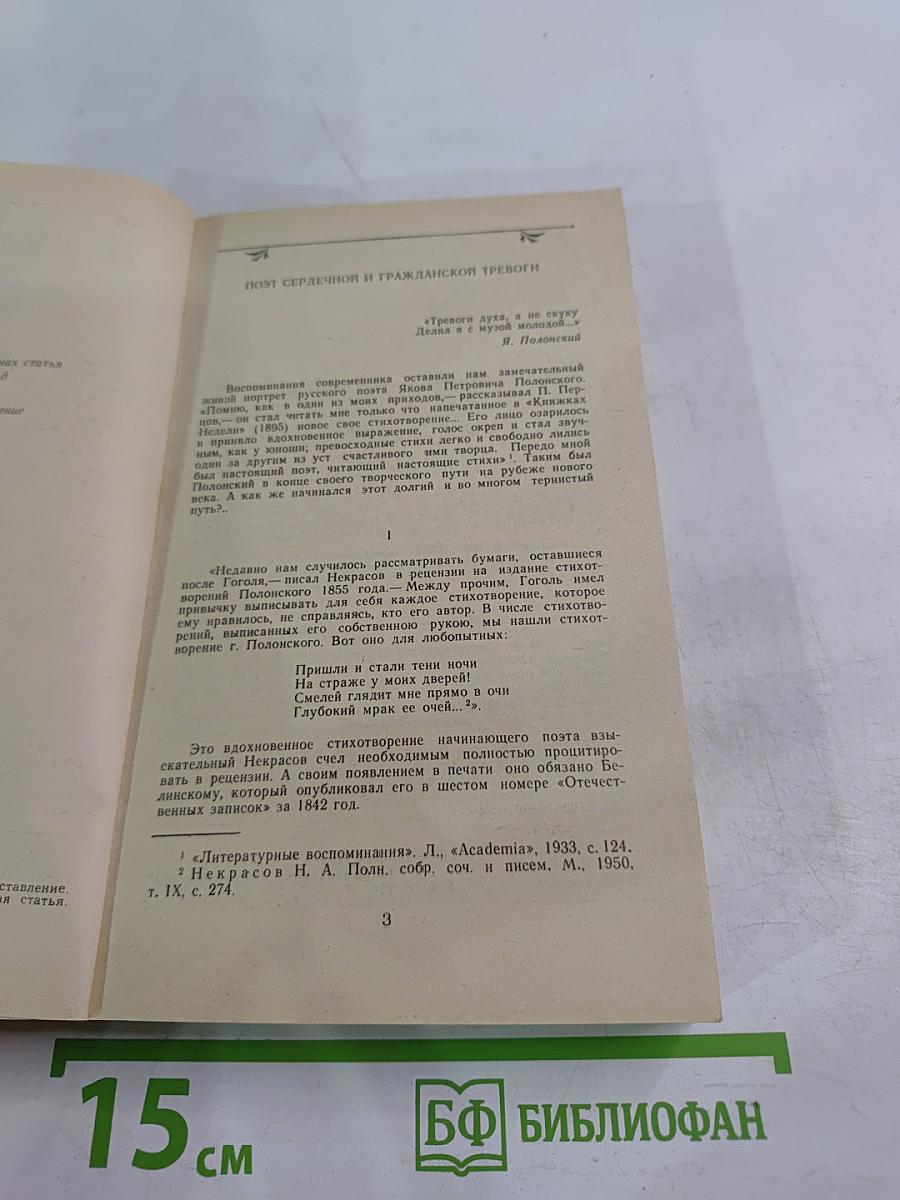 ная статья
д
ение
ставление.
ая статья.
ПОЭТ СЕРДЕЧНОЙ И ГРАЖДАНСКОЙ ТРЕВОГИ
«Тревоги духа, а не скуку
Делил я с музой молодой...»
Я. Полонский
Воспоминания современника оставили нам замечательный
живой портрет русского поэта Якова Петровича Полонского.
«Помню, как в один из моих приходов,— рассказывал П. Пер-
цов,— он стал читать мне только что напечатанное в «Книжках
Недели» (1895) новое свое стихотворение... Его лицо озарилось
и приняло вдохновенное выражение, голос окреп и стал звуч-
ным, как у юноши; превосходные стихи легко и свободно лились
один за другим из уст счастливого ими творца. Передо мной
был настоящий поэт, читающий настоящие стихи» ¹. Таким был
Полонский в конце своего творческого пути на рубеже нового
века. А как же начинался этот долгий и во многом тернистый
путь?..
1
«Недавно нам случилось рассматривать бумаги, оставшиеся
после Гоголя,— писал Некрасов в рецензии на издание стихот-
ворений Полонского 1855 года.— Между прочим, Гоголь имел
привычку выписывать для себя каждое стихотворение, которое
ему нравилось, не справляясь, кто его автор. В числе стихотво-
рений, выписанных его собственною рукою, мы нашли стихот-
ворение г. Полонского. Вот оно для любопытных:
Пришли и стали тени ночи
На страже у моих дверей!
Смелей глядит мне прямо в очи
Глубокий мрак ее очей... ²».
Это вдохновенное стихотворение начинающего поэта взы-
скательный Некрасов счел необходимым полностью процитиро-
вать в рецензии. А своим появлением в печати оно обязано Бе-
линскому, который опубликовал его в шестом номере «Отечест-
венных записок» за 1842 год.
¹ «Литературные воспоминания». Л., «Academia», 1933, с. 124.
² Некрасов Н. А. Полн. собр. соч. и писем. М., 1950,
т. IX, с. 274.
3
15 см
БФ БИБЛИОФАН